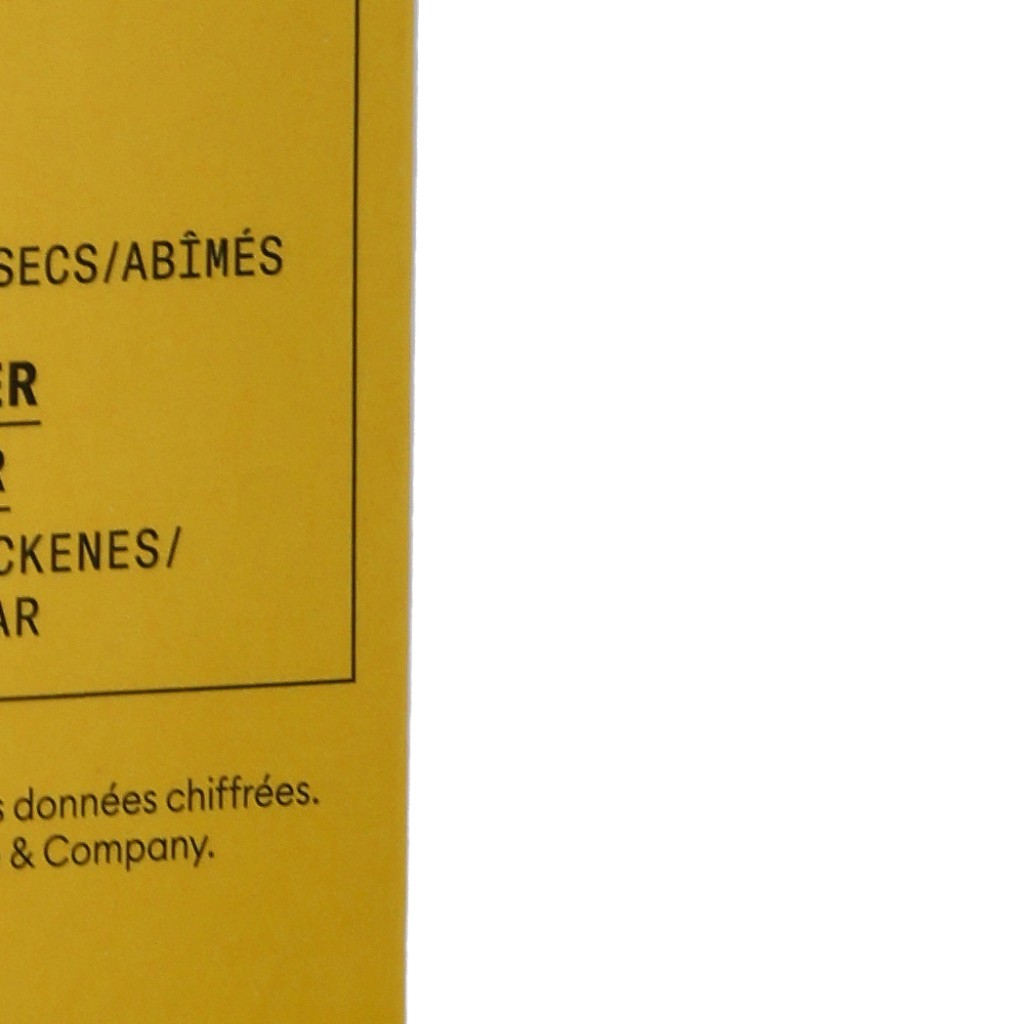 SECS/ABÎMÉS
ER
R
CKENES/
AR
s données chiffrées.
& Company.